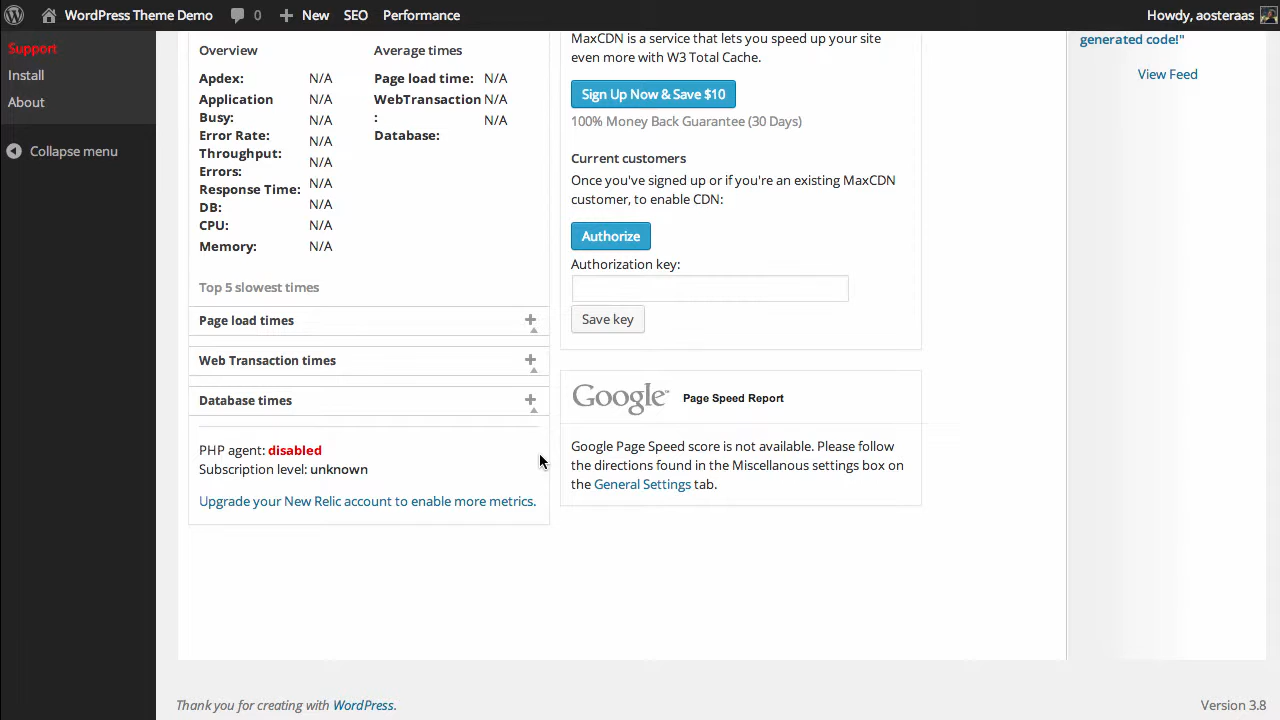 WordPress Theme Demo 0 New SEO Performance Howdy, aosteraas
Support
Install
About
Collapse menu
Overview Average times
Apdex: N/A Page load time: N/A
Application N/A WebTransaction N/A
Busy: N/A : N/A
Error Rate: N/A Database:
Throughput: N/A
Errors: N/A
Response Time: N/A
DB: N/A
CPU:
Memory: N/A
Top 5 slowest times
Page load times
Web Transaction times
Database times
PHP agent: disabled
Subscription level: unknown
Upgrade your New Relic account to enable more metrics.
MaxCDN is a service that lets you speed up your site
even more with W3 Total Cache.
Sign Up Now & Save $10
100% Money Back Guarantee (30 Days)
Current customers
Once you've signed up or if you're an existing MaxCDN
customer, to enable CDN:
Authorize
Authorization key:
Save key
Google™ Page Speed Report
Google Page Speed score is not available. Please follow
the directions found in the Miscellanous settings box on
the General Settings tab.
generated code!"
View Feed
Thank you for creating with WordPress. Version 3.8